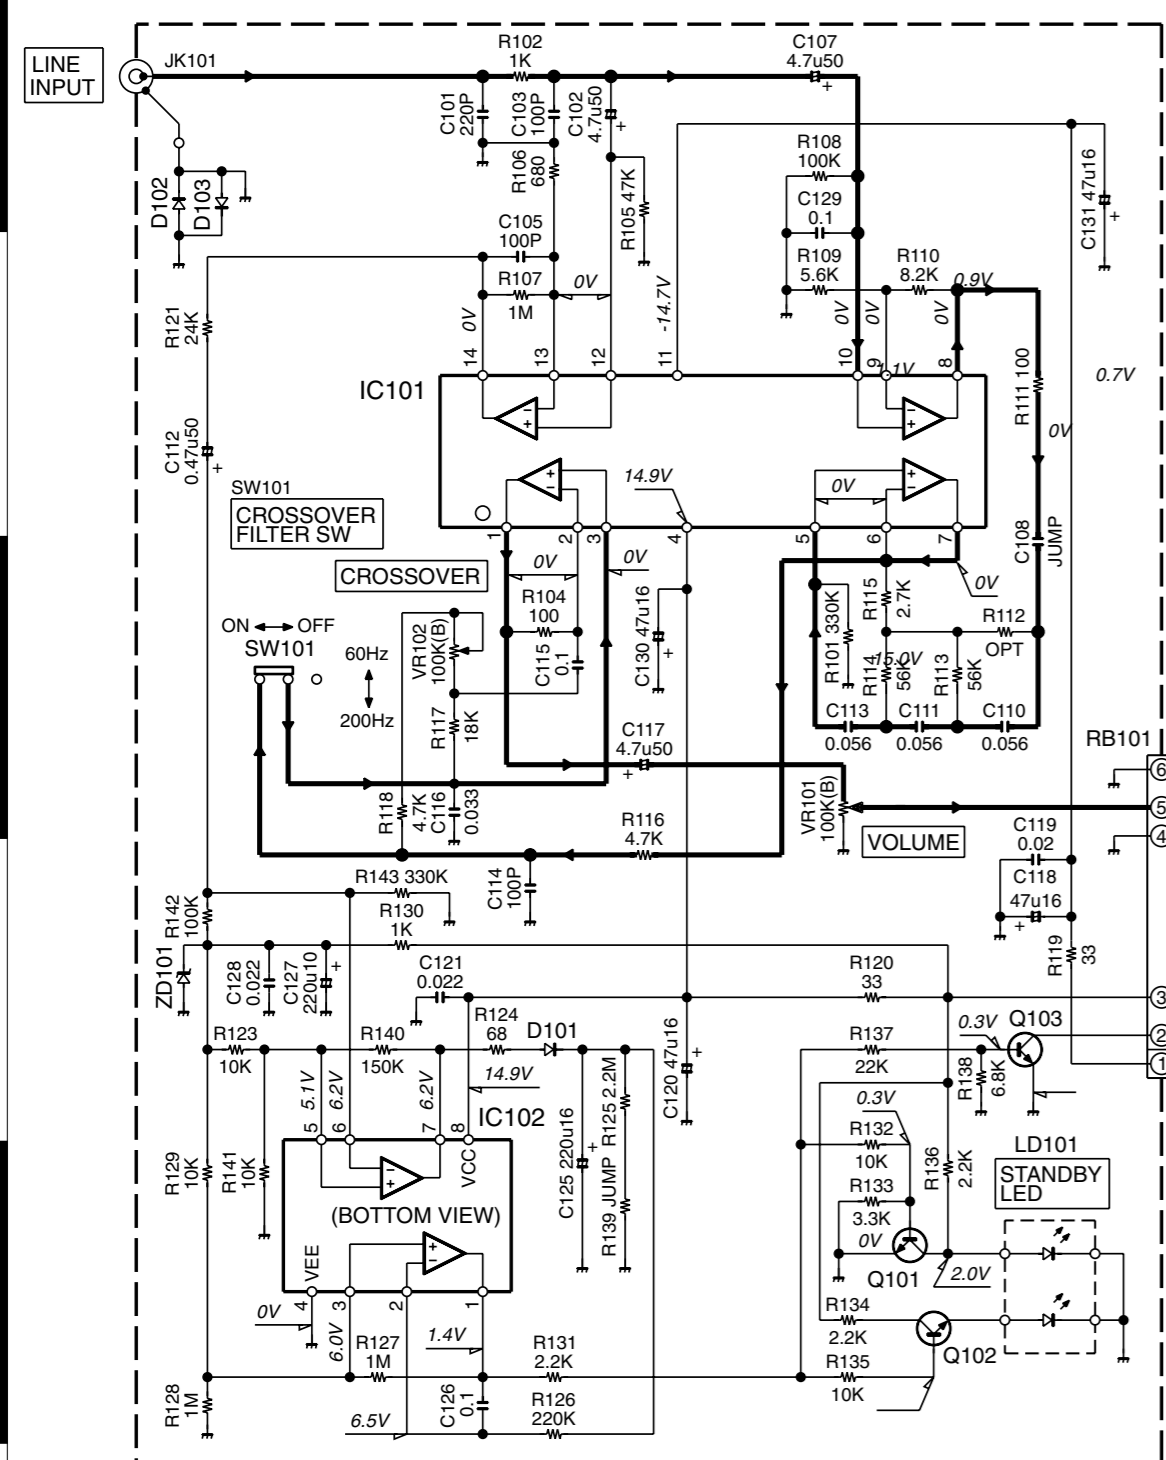 LINE
INPUT
JK101
R102
1K
C107
4.7u50
+
C101
220P
C103
100P
C102
4.7u50
+
R106
680
R105 47K
R108
100K
C129
0.1
R109
5.6K
R110
8.2K
C131 47u16
+
D102
D103
C105
100P
R107
1M
0V
0V
-14.7V
0V
0V
0V
0.9V
R121
24K
14
13
12
11
10
9
8
1.1V
IC101
R111 100
0.7V
0V
C112
0.47u50
+
SW101
CROSSOVER
FILTER SW
14.9V
0V
1
2
3
4
5
6
7
C108
JUMP
CROSSOVER
0V
0V
0V
R104
100
C115
0.1
C130 47u16
+
R101 330K
R115
2.7K
R112
OPT
ON
OFF
SW101
60Hz
200Hz
VR102
100K(B)
R117
18K
15.0V
R114
56K
R113
56K
C113
0.056
C111
0.056
C110
0.056
C117
4.7u50
+
RB101
6
5
4
R118
4.7K
C116
0.033
R116
4.7K
VR101
100K(B)
VOLUME
C119
0.02
C118
47u16
+
C114
100P
R143 330K
R130
1K
R142
100K
ZD101
C128
0.022
C127
220u10
+
C121
0.022
R120
33
R119
33
3
R123
10K
R140
150K
R124
68
D101
R137
22K
0.3V
Q103
2
1
5.1V
6.2V
6.2V
14.9V
C120 47u16
+
R138
6.8K
IC102
5
6
7
8
VCC
R125 2.2M
0.3V
R132
10K
R136
2.2K
LD101
STANDBY
LED
R129
10K
R141
10K
(BOTTOM VIEW)
C125 220u16
+
R139 JUMP
R133
3.3K
0V
Q101
2.0V
VEE
4
3
2
1
0V
6.0V
1.4V
R127
1M
R131
2.2K
R134
2.2K
Q102
R135
10K
R128
1M
6.5V
C126
0.1
R126
220K